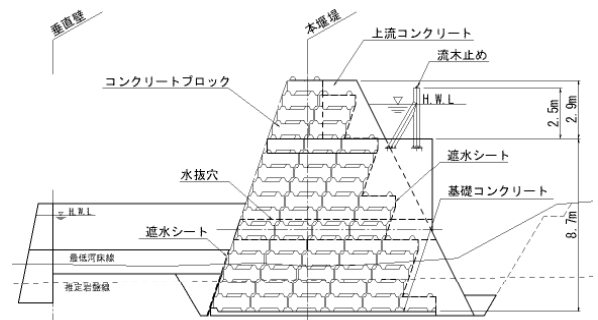 垂直壁
本堰堤
上流コンクリート
流木止め
コンクリートブロック
H.W.L
2.5m
2.9m
遮水シート
水抜穴
基礎コンクリート
8.7m
H.W.L
遮水シート
最低河床線
推定岩盤線